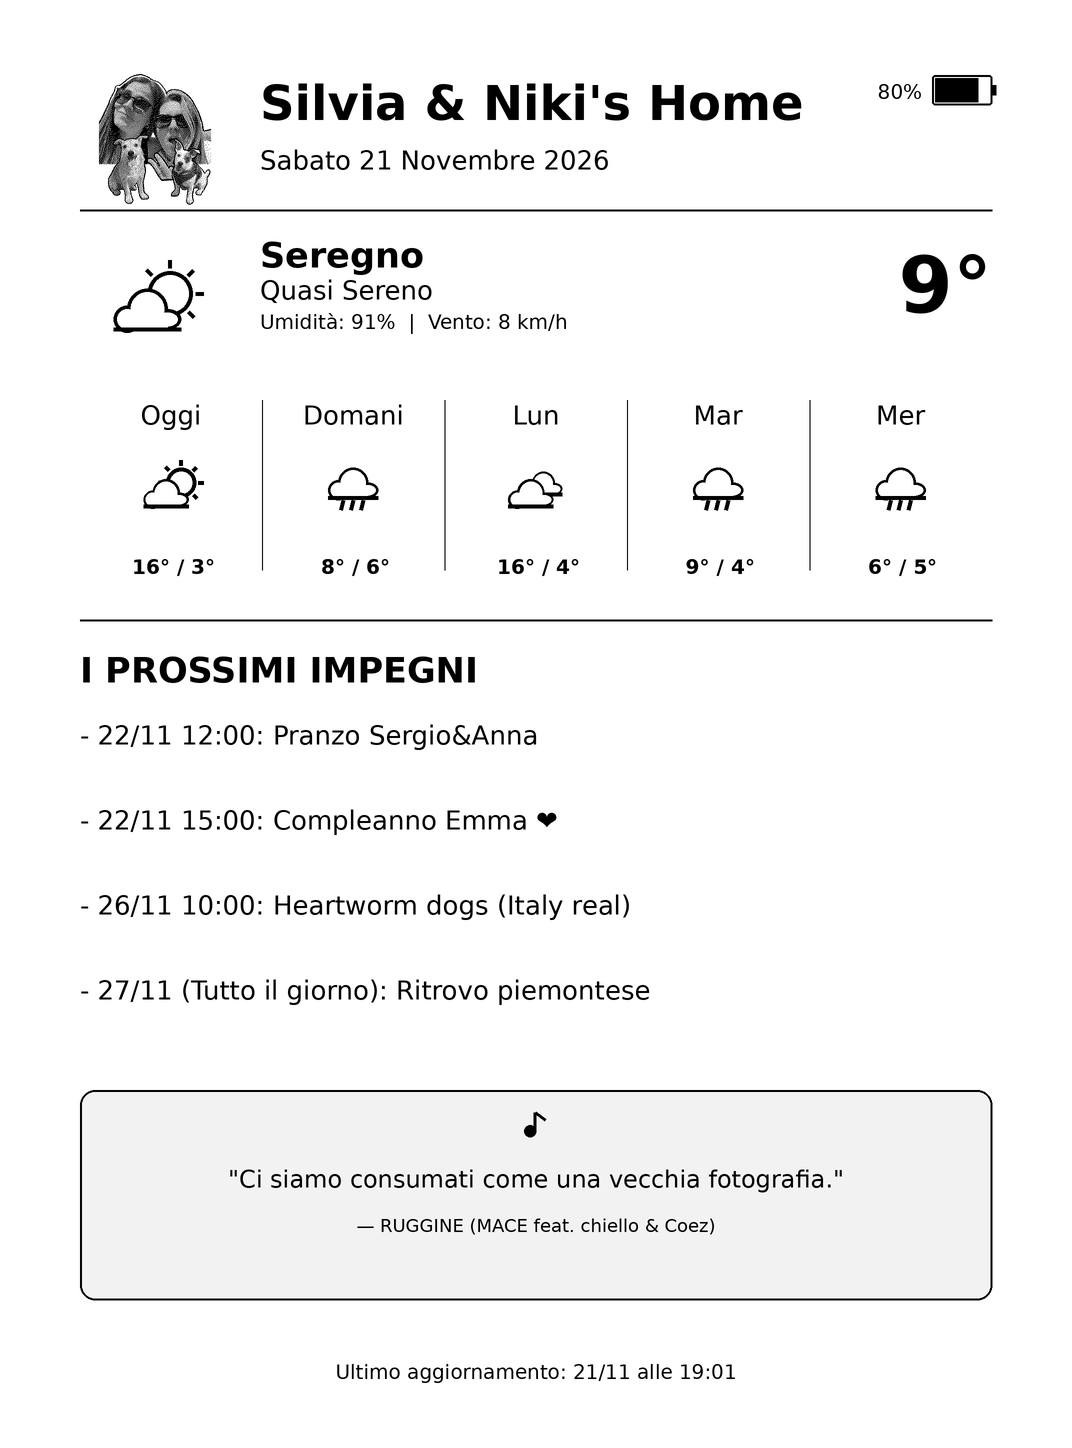 Silvia & Niki's Home
80%
Sabato 21 Novembre 2026
Seregno
9°
Quasi Sereno
Umidità: 91% | Vento: 8 km/h
Oggi Domani Lun Mar Mer
16° / 3° 8° / 6° 16° / 4° 9° / 4° 6° / 5°
I PROSSIMI IMPEGNI
- 22/11 12:00: Pranzo Sergio&Anna
- 22/11 15:00: Compleanno Emma ❤
- 26/11 10:00: Heartworm dogs (Italy real)
- 27/11 (Tutto il giorno): Ritrovo piemontese
"Ci siamo consumati come una vecchia fotografia."
— RUGGINE (MACE feat. chiello & Coez)
Ultimo aggiornamento: 21/11 alle 19:01